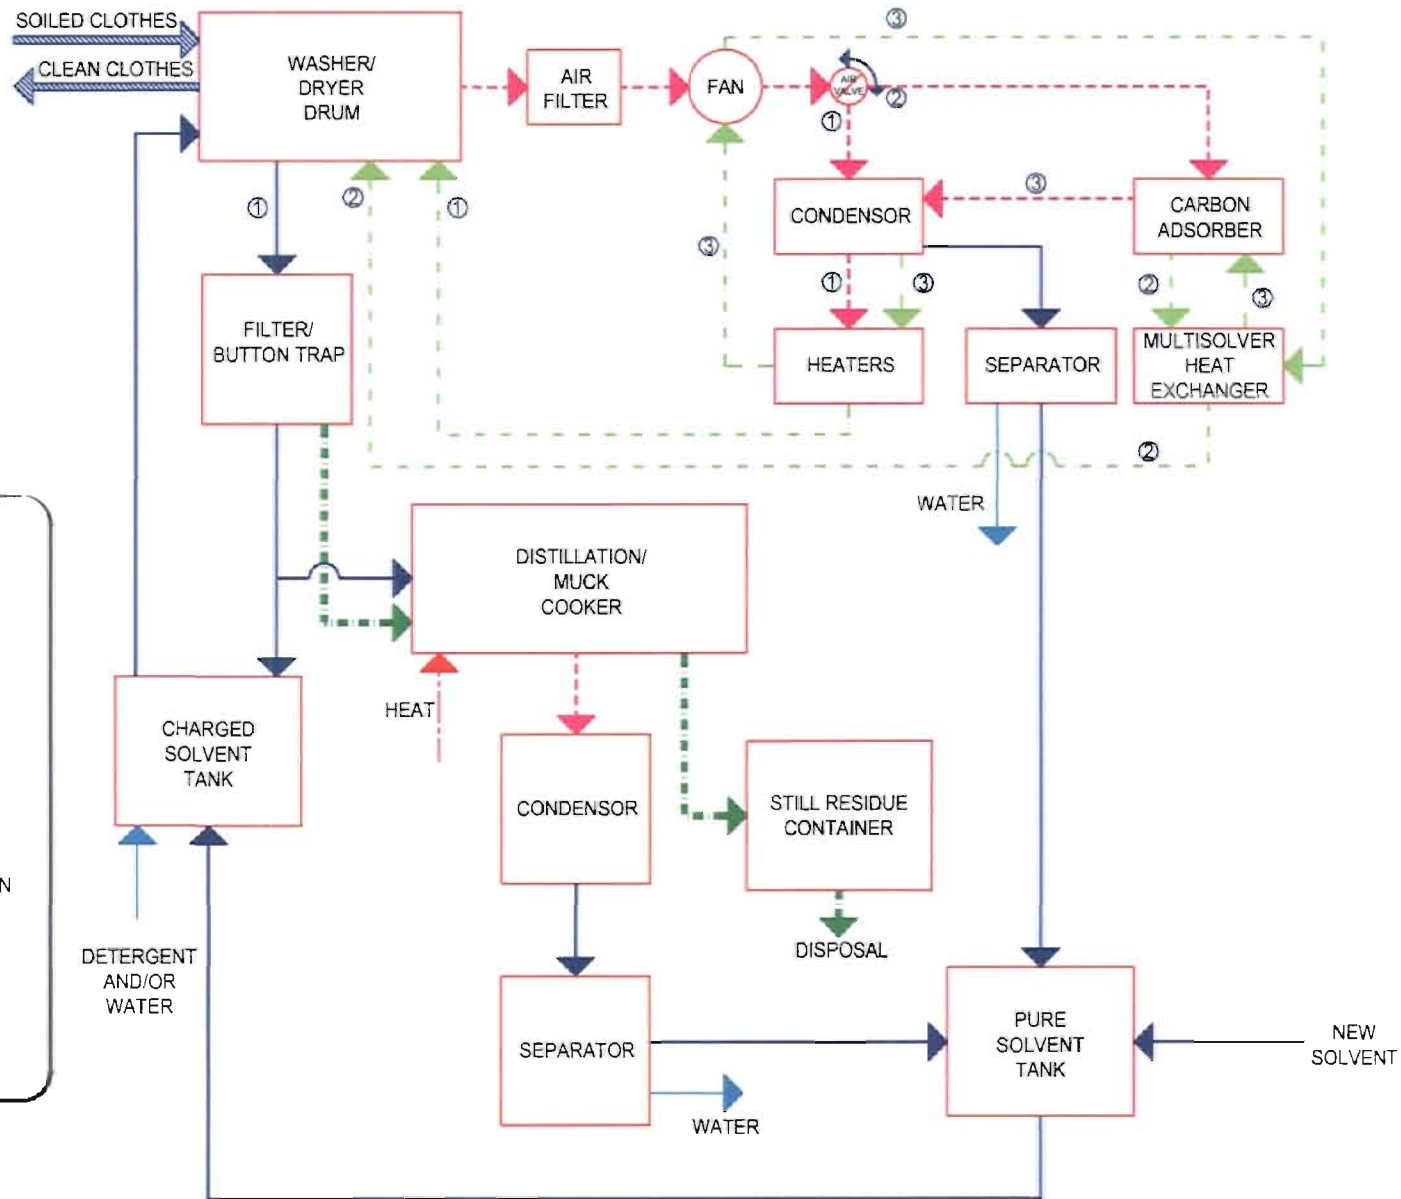 SOILED CLOTHES
CLEAN CLOTHES
WASHER/
DRYER
DRUM
AIR
FILTER
FAN
AIR
VALVE
③
②
①
①
②
①
CONDENSOR
③
CARBON
ADSORBER
③
①
③
②
③
FILTER/
BUTTON TRAP
HEATERS
SEPARATOR
MULTISOLVER
HEAT
EXCHANGER
②
WATER
DISTILLATION/
MUCK
COOKER
HEAT
CHARGED
SOLVENT
TANK
CONDENSOR
STILL RESIDUE
CONTAINER
N
DETERGENT
AND/OR
WATER
DISPOSAL
SEPARATOR
PURE
SOLVENT
TANK
NEW
SOLVENT
WATER